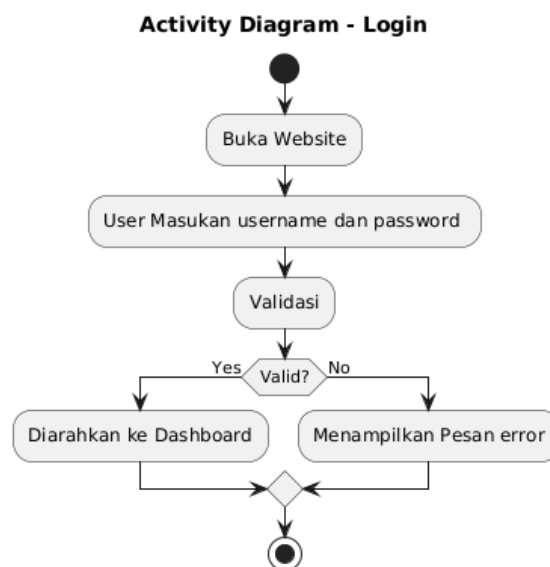 Activity Diagram - Login
Buka Website
User Masukan username dan password
Validasi
Valid?
Yes
No
Diarahkan ke Dashboard
Menampilkan Pesan error